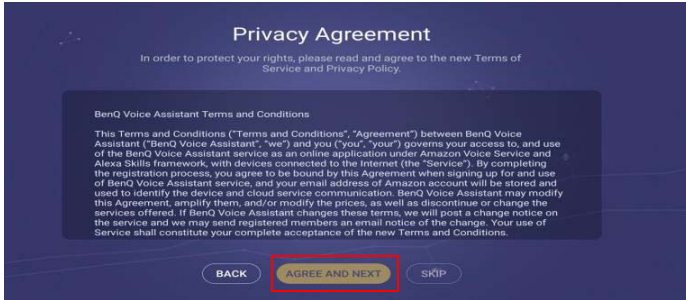 Privacy Agreement
In order to protect your rights, please read and agree to the new Terms of
Service and Privacy Policy.
BenQ Voice Assistant Terms and Conditions
This Terms and Conditions ("Terms and Conditions", "Agreement") between BenQ Voice
Assistant ("BenQ Voice Assistant", "we") and you ("you", "your") governs your access to, and use
of the BenQ Voice Assistant service as an online application under Amazon Voice Service and
Alexa Skills framework, with devices connected to the Internet (the "Service"). By completing
the registration process, you agree to be bound by this Agreement when signing up for and use
of BenQ Voice Assistant service, and your email address of Amazon account will be stored and
used to identify the device and cloud service communication. BenQ Voice Assistant may modify
this Agreement, amplify them, and/or modify the prices, as well as discontinue or change the
services offered. If BenQ Voice Assistant changes these terms, we will post a change notice on
the service and we may send registered members an email notice of the change. Your use of
Service shall constitute your complete acceptance of the new Terms and Conditions.
BACK AGREE AND NEXT SKIP